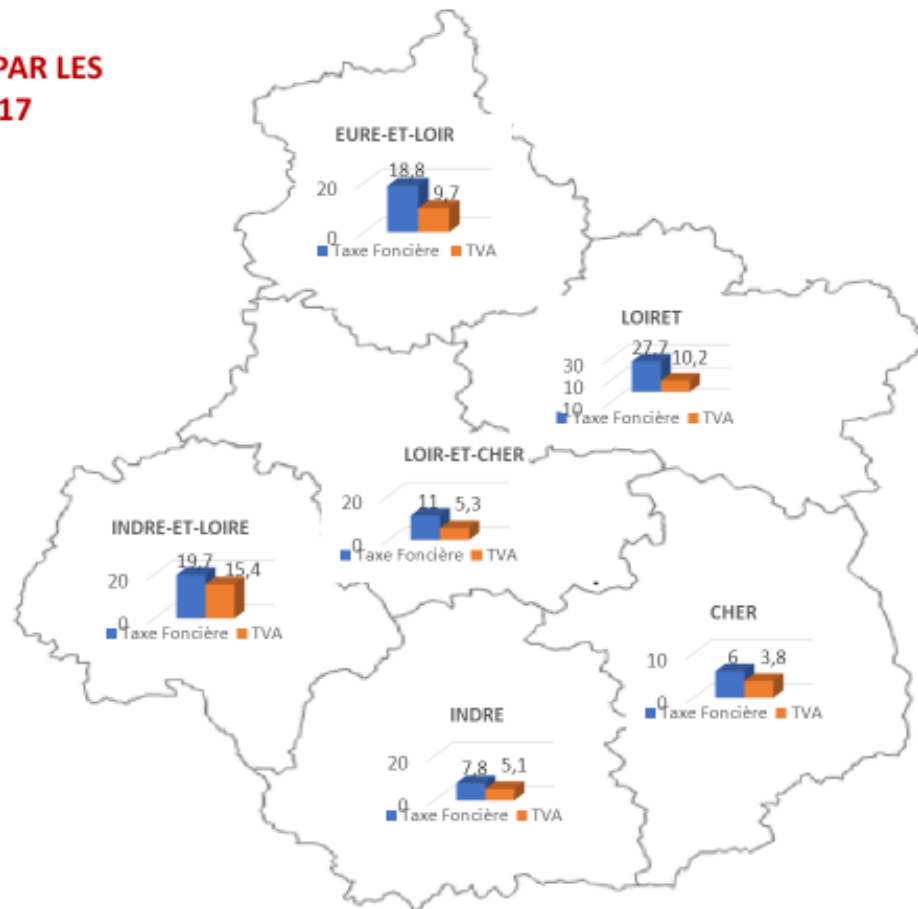 PAR LES
17
EURE-ET-LOIR
18,8
9,7
20
0
Taxe Foncière TVA
LOIRET
27,7
10,2
30
10
10
Taxe Foncière TVA
LOIR-ET-CHER
20
11
5,3
0
Taxe Foncière TVA
INDRE-ET-LOIRE
19,7
15,4
20
0
Taxe Foncière TVA
CHER
10
6
3,8
0
Taxe Foncière TVA
INDRE
20
7,8
5,1
0
Taxe Foncière TVA